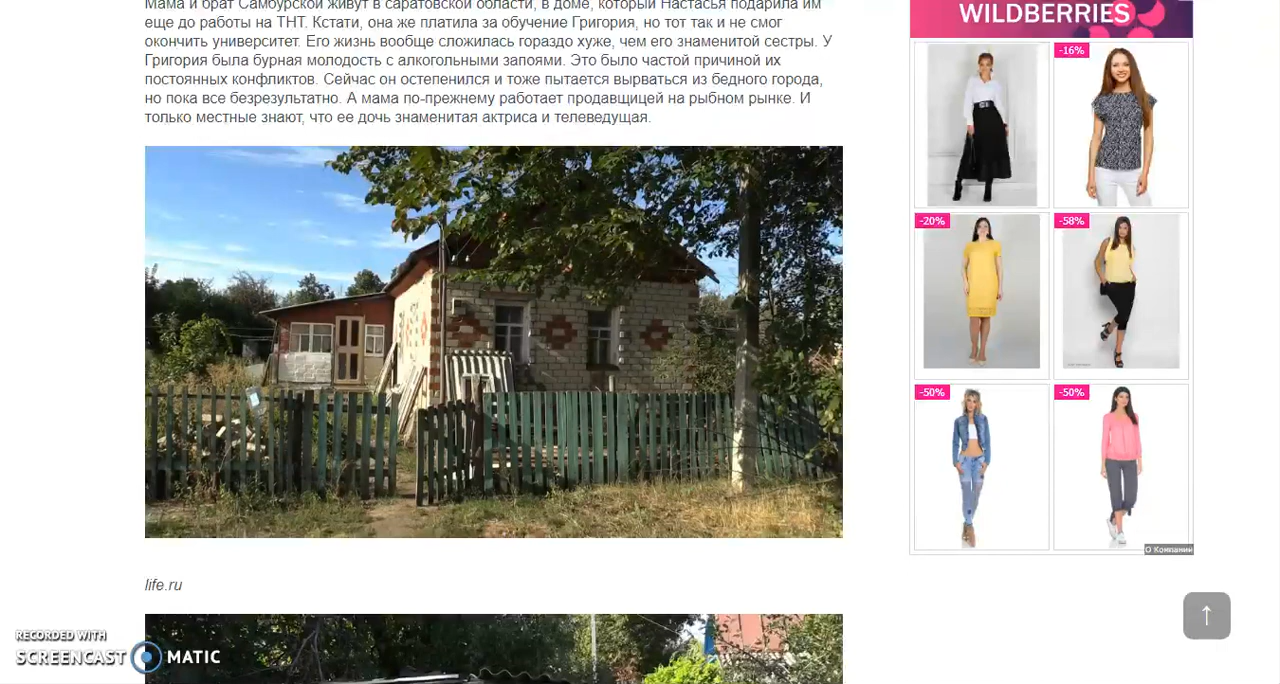 Мама и брат Самбурской живут в саратовской области, в доме, который Настасья подарила им
еще до работы на ТНТ. Кстати, она же платила за обучение Григория, но тот так и не смог
окончить университет. Его жизнь вообще сложилась гораздо хуже, чем его знаменитой сестры. У
Григория была бурная молодость с алкогольными запоями. Это было частой причиной их
постоянных конфликтов. Сейчас он остепенился и тоже пытается вырваться из бедного города,
но пока все безрезультатно. А мама по-прежнему работает продавщицей на рыбном рынке. И
только местные знают, что ее дочь знаменитая актриса и телеведущая.
life.ru
WILDBERRIES
-16%
-20%
-58%
-50%
-50%
О Компании
RECORDED WITH
SCREENCAST MATIC